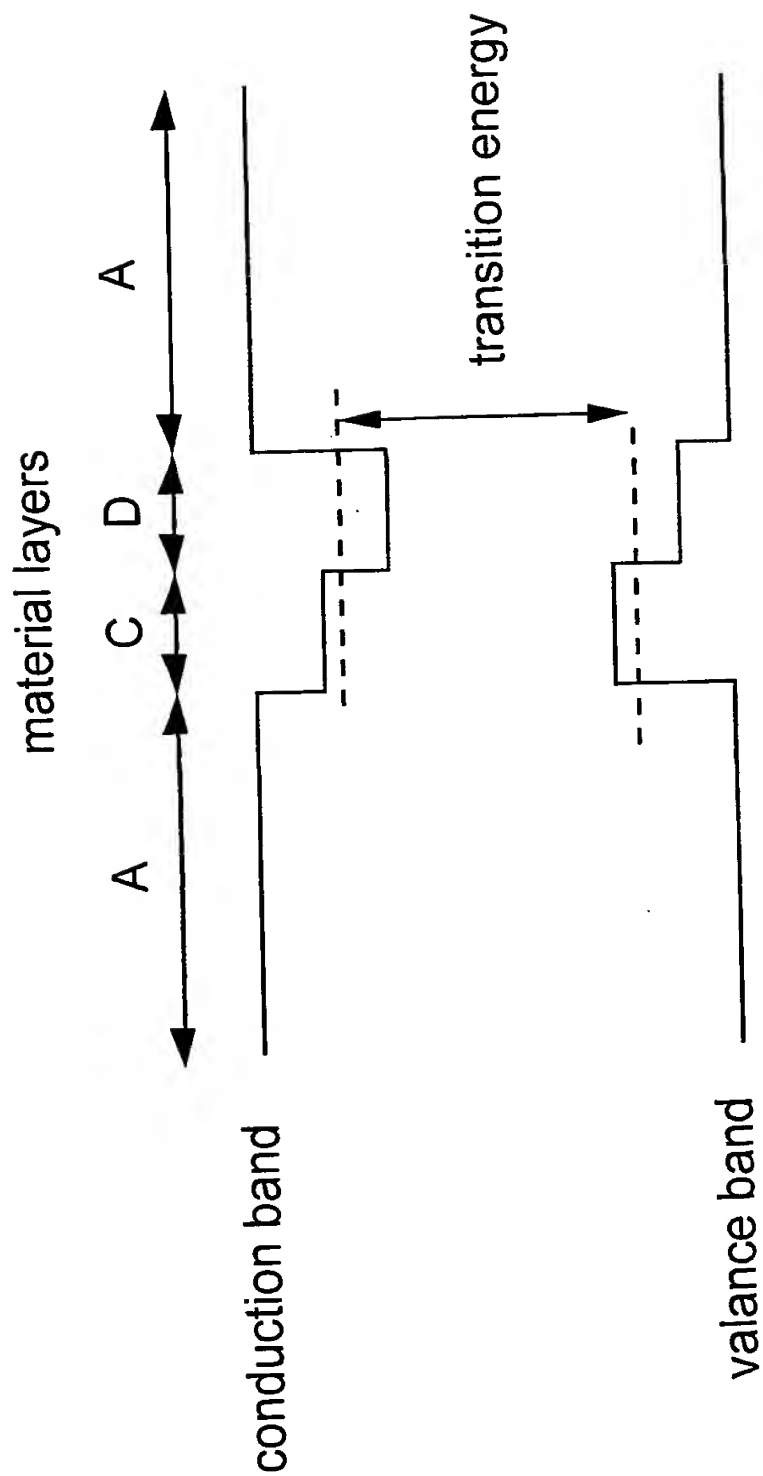 material layers
A
C
D
A
conduction band
transition energy
valance band